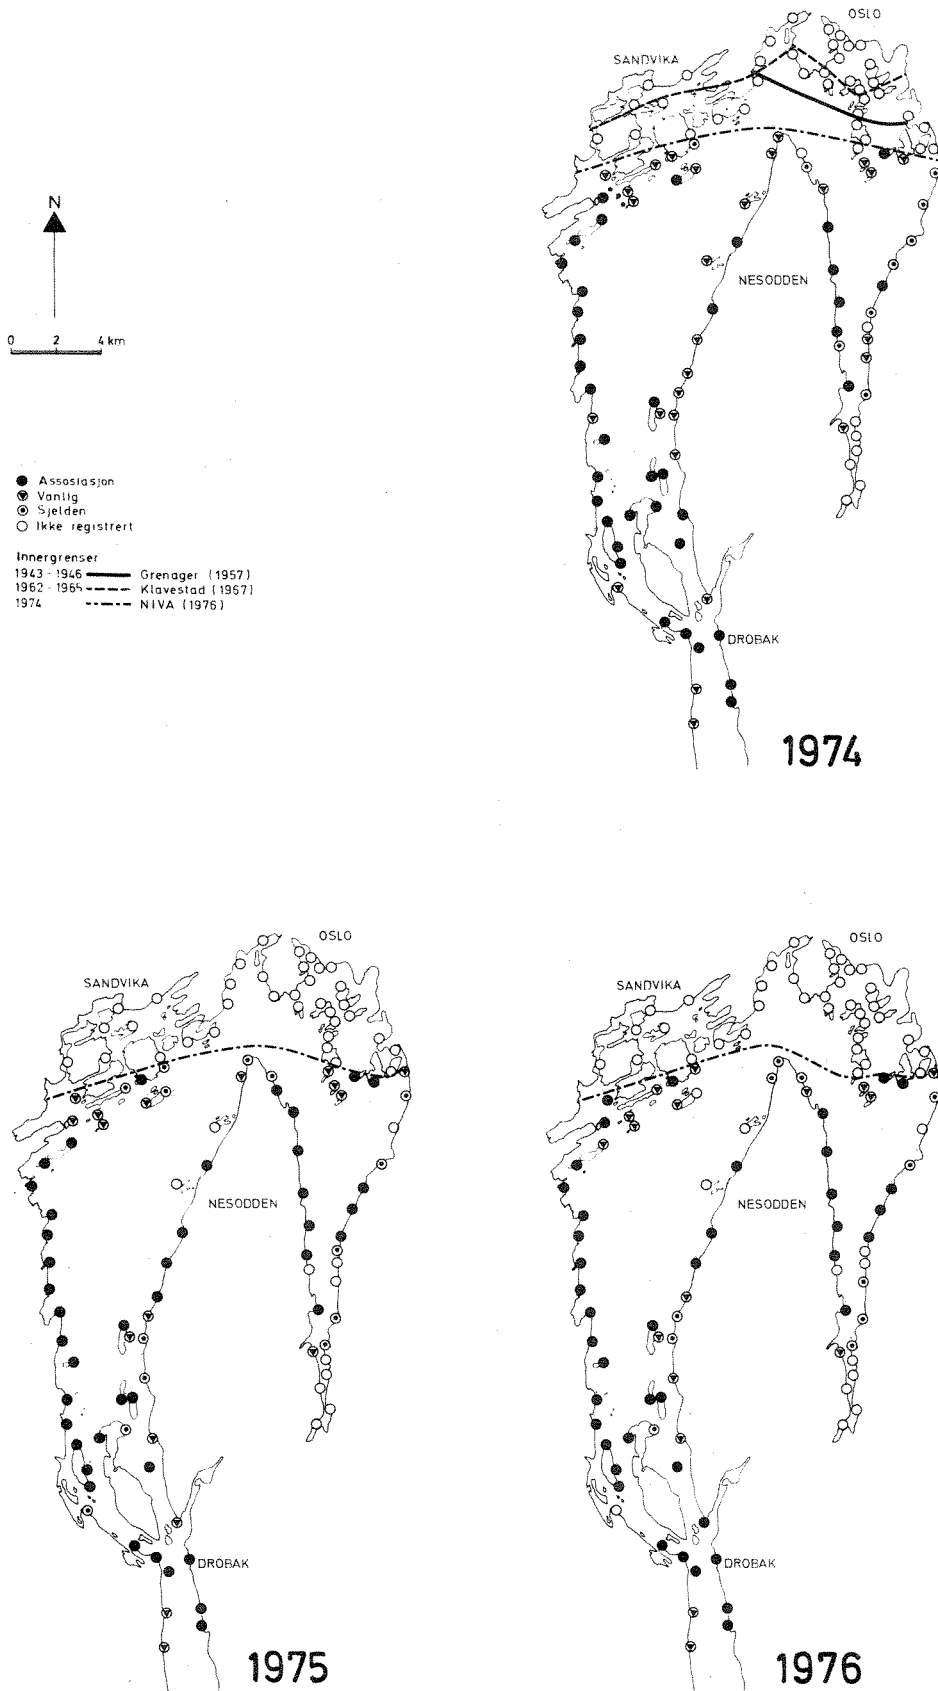 OSLO
SANDVIKA
N
0 2 4 km
NESODDEN
Assosiasjon
Vanlig
Sjelden
Ikke registrert
Innergrenser
1943 - 1946 Grenager (1957)
1962 - 1965 Klavestad (1967)
1974 NIVA (1976)
DRØBAK
1974
OSLO
SANDVIKA
NESODDEN
DRØBAK
1975
OSLO
SANDVIKA
NESODDEN
DRØBAK
1976